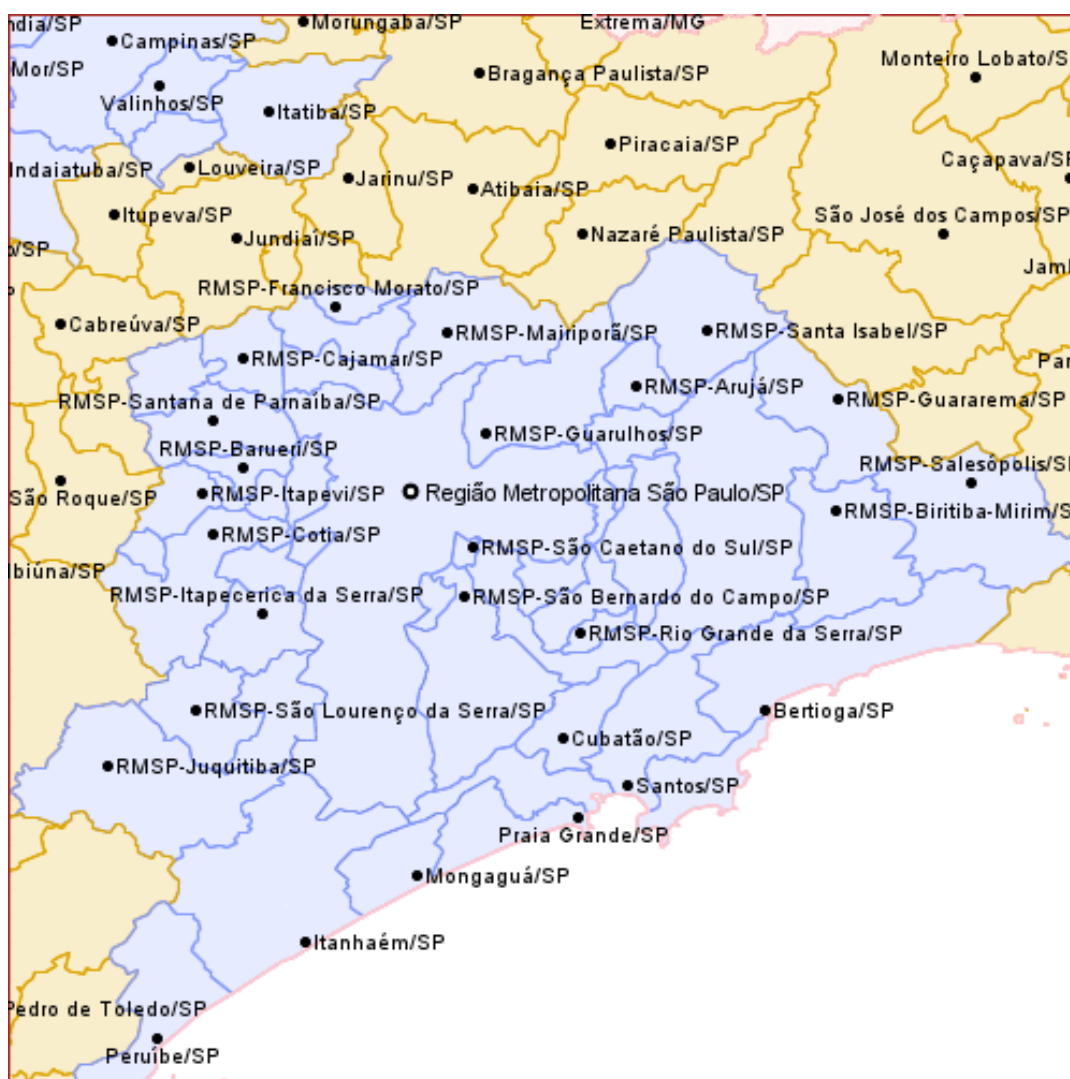 ndia/SP
Morungaba/SP
Extrema/MG
Campinas/SP
Mor/SP
Bragança Paulista/SP
Monteiro Lobato/S
Valinhos/SP
Itatiba/SP
Piracaia/SP
Caçapava/SP
Indaiatuba/SP
Louveira/SP
Jarinu/SP
Atibaia/SP
Itupeva/SP
São José dos Campos/SP
Jundiaí/SP
Nazaré Paulista/SP
o/SP
Jaml
RMSP-Francisco Morato/SP
Cabreúva/SP
RMSP-Mairiporã/SP
RMSP-Santa Isabel/SP
RMSP-Cajamar/SP
Par
RMSP-Arujá/SP
RMSP-Santana de Parnaíba/SP
RMSP-Guararema/SP
RMSP-Guarulhos/SP
RMSP-Barueri/SP
RMSP-Salesópolis/SP
São Roque/SP
RMSP-Itapevi/SP
Região Metropolitana São Paulo/SP
RMSP-Biritiba-Mirim/S
RMSP-Cotia/SP
RMSP-São Caetano do Sul/SP
Ibiúna/SP
RMSP-Itapecerica da Serra/SP
RMSP-São Bernardo do Campo/SP
RMSP-Rio Grande da Serra/SP
RMSP-São Lourenço da Serra/SP
Bertioga/SP
Cubatão/SP
RMSP-Juquitiba/SP
Santos/SP
Praia Grande/SP
Mongaguá/SP
Itanhaém/SP
Pedro de Toledo/SP
Peruíbe/SP